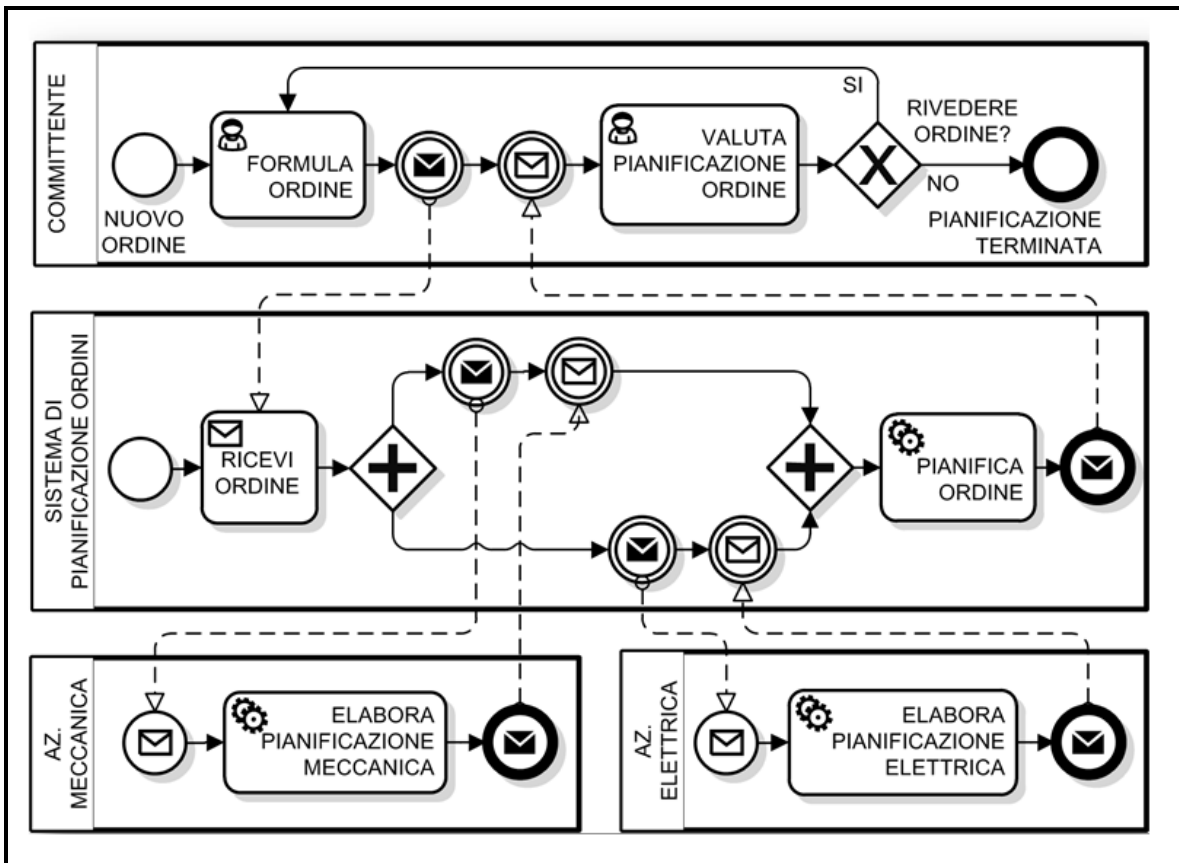 COMMITTENTE
SI
RIVEDERE
ORDINE?
FORMULA
ORDINE
VALUTA
PIANIFICAZIONE
ORDINE
NO
NUOVO
ORDINE
PIANIFICAZIONE
TERMINATA
SISTEMA DI
PIANIFICAZIONE ORDINI
RICEVI
ORDINE
PIANIFICA
ORDINE
AZ.
MECCANICA
ELABORA
PIANIFICAZIONE
MECCANICA
AZ.
ELETTRICA
ELABORA
PIANIFICAZIONE
ELETTRICA